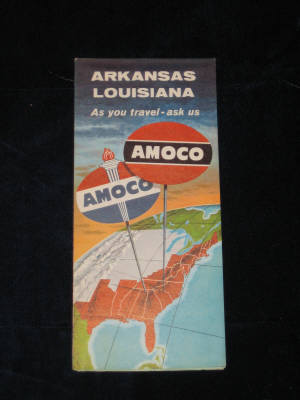 ARKANSAS
LOUISIANA
As you travel - ask us
AMOCO
AMOCO